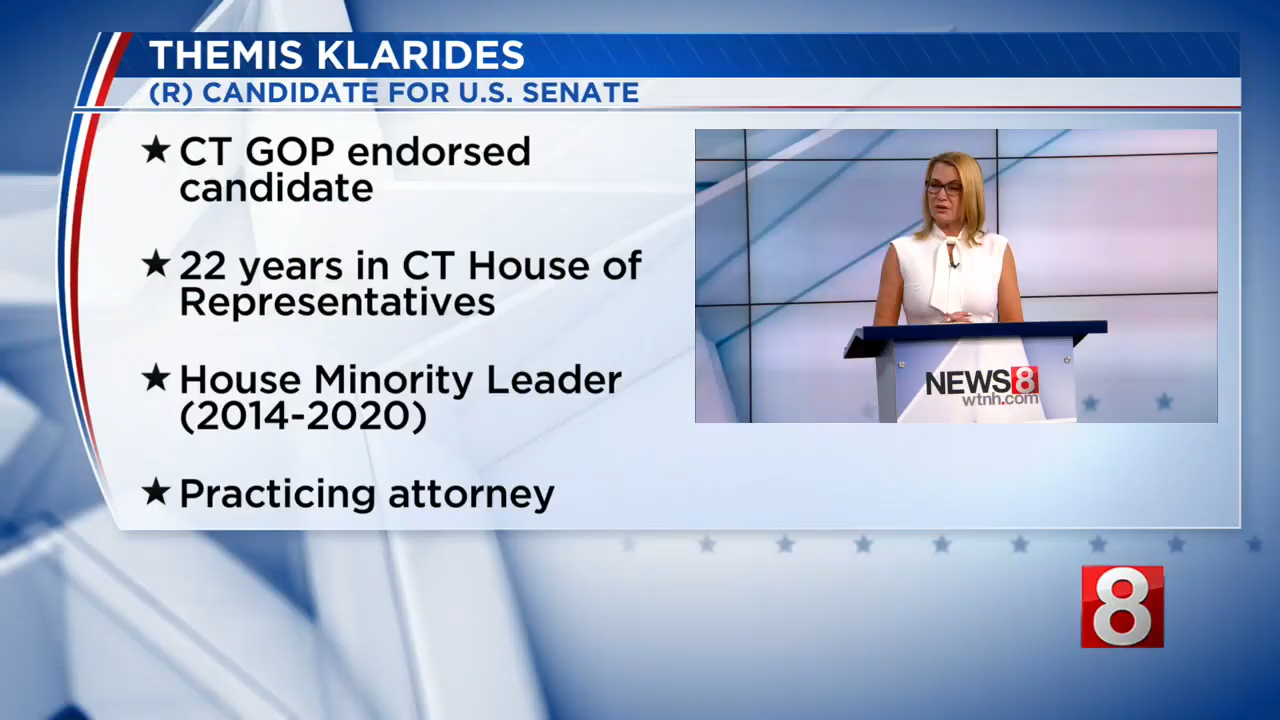 THEMIS KLARIDES
(R) CANDIDATE FOR U.S. SENATE
★ CT GOP endorsed
candidate
★ 22 years in CT House of
Representatives
★ House Minority Leader
(2014-2020)
★ Practicing attorney
NEWS8
wtnh.com
8